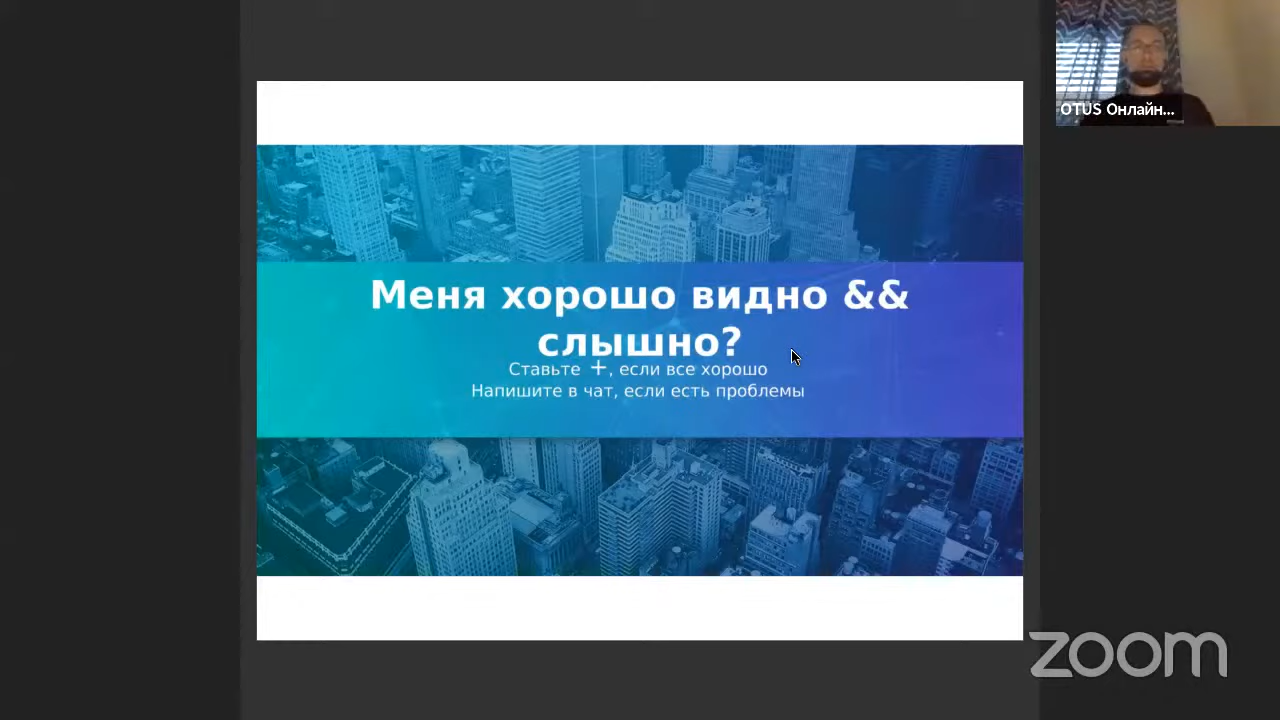 OTUS Онлайн...
Меня хорошо видно &&
слышно?
Ставьте +, если все хорошо
Напишите в чат, если есть проблемы
zoom